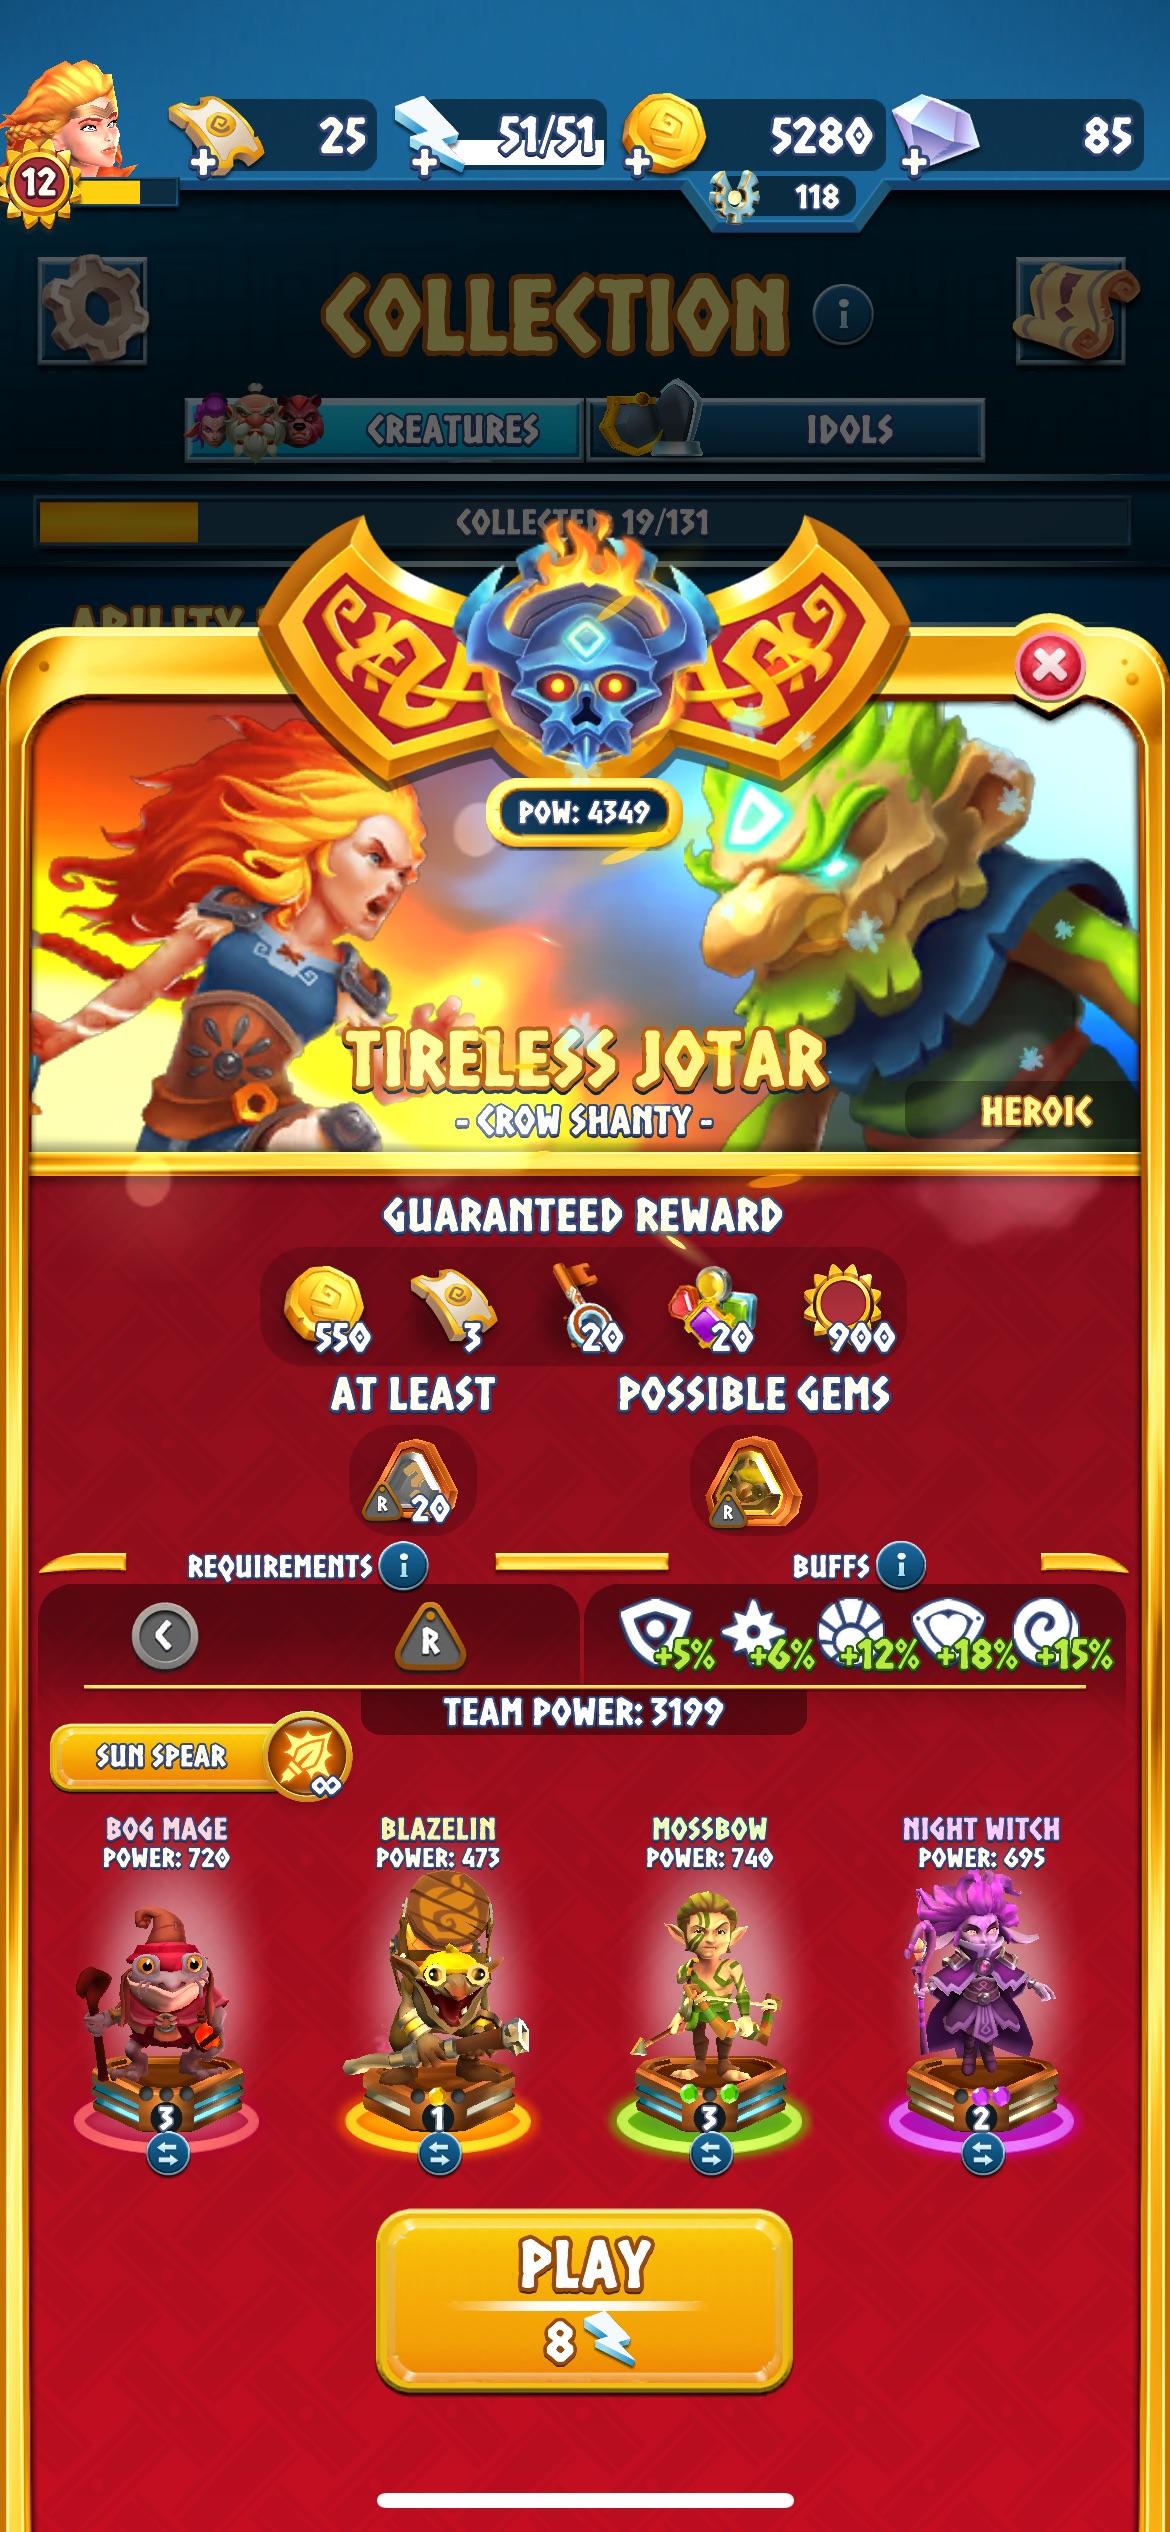 25
51/51
5280
85
12
118
COLLECTION
i
CREATURES
IDOLS
COLLECTED: 19/131
ABILITY
POW: 4349
TIRELESS JOTAR
- CROW SHANTY -
HEROIC
GUARANTEED REWARD
550
3
20
20
900
AT LEAST
POSSIBLE GEMS
R
20
R
REQUIREMENTS i
BUFFS i
R
+5%
+6%
+12%
+18%
+15%
TEAM POWER: 3199
SUN SPEAR
∞
BOG MAGE
POWER: 720
BLAZELIN
POWER: 473
MOSSBOW
POWER: 740
NIGHT WITCH
POWER: 695
3
1
3
2
PLAY
8